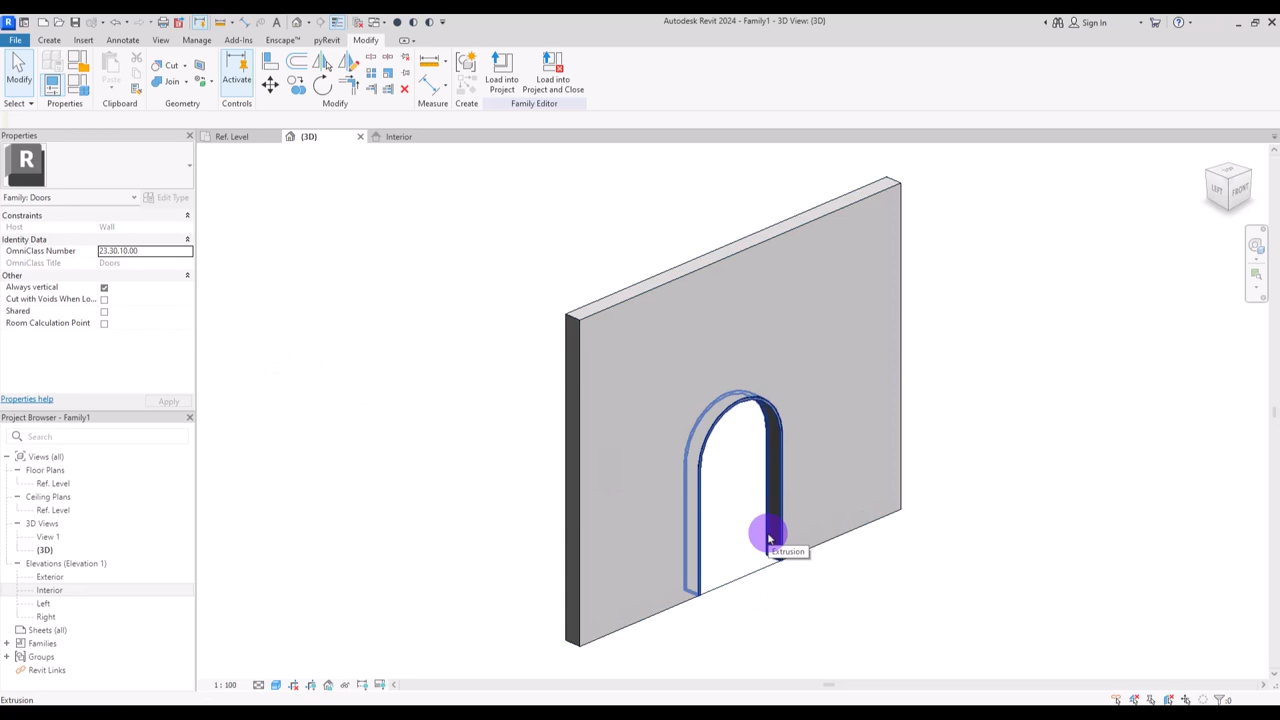 Autodesk Revit 2024 - Family1 - 3D View: {3D}
Sign In
File Create Insert Annotate View Manage Add-Ins Enscape™ pyRevit Modify
Modify
Paste
Cut
Join
Activate
Load into Project
Load into Project and Close
Select Properties Clipboard Geometry Controls Modify Measure Create Family Editor
Properties
Ref. Level
{3D}
Interior
R
TOP
LEFT
FRONT
Family: Doors
Edit Type
Constraints
Host Wall
Identity Data
OmniClass Number 23.30.10.00
OmniClass Title Doors
Other
Always vertical
Cut with Voids When Lo...
Shared
Room Calculation Point
Properties help
Apply
Project Browser - Family1
Search
Views (all)
Floor Plans
Ref. Level
Ceiling Plans
Ref. Level
3D Views
View 1
{3D}
Elevations (Elevation 1)
Exterior
Interior
Left
Right
Sheets (all)
Families
Groups
Revit Links
Extrusion
1 : 100
Extrusion
:0